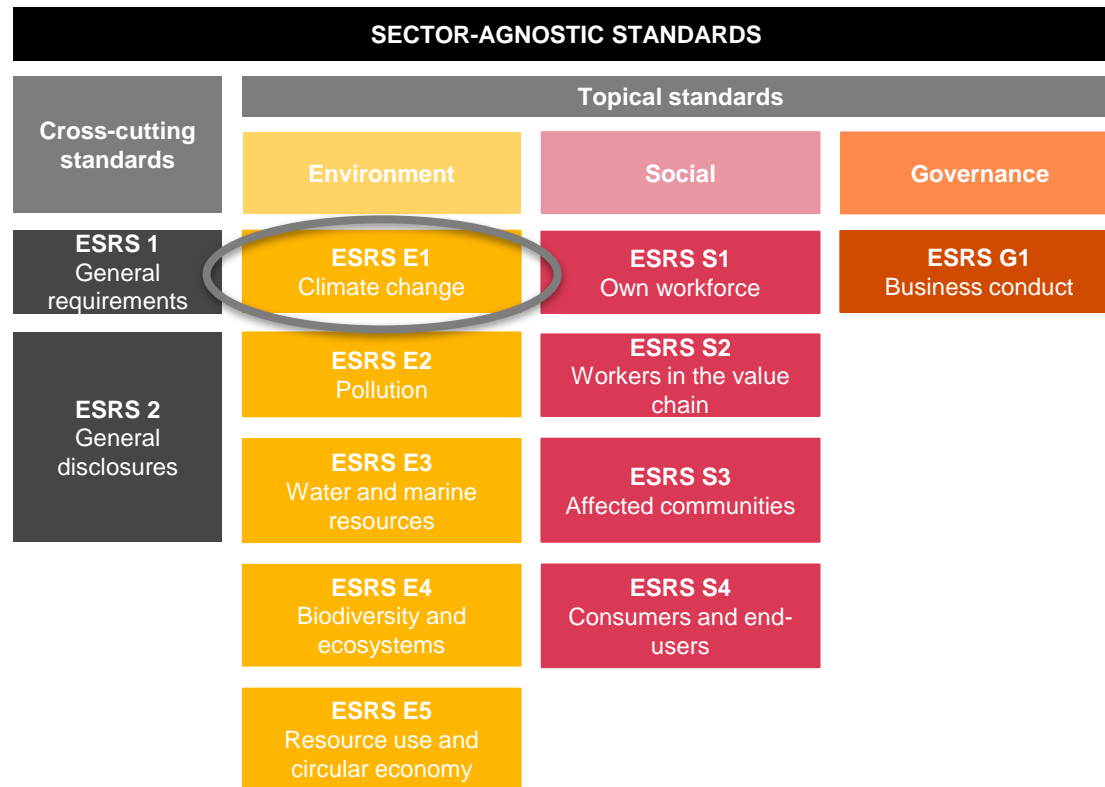 SECTOR-AGNOSTIC STANDARDS
Cross-cutting
standards
Topical standards
Environment
Social
Governance
ESRS 1
General
requirements
ESRS E1
Climate change
ESRS S1
Own workforce
ESRS G1
Business conduct
ESRS 2
General
disclosures
ESRS E2
Pollution
ESRS S2
Workers in the value
chain
ESRS E3
Water and marine
resources
ESRS S3
Affected communities
ESRS E4
Biodiversity and
ecosystems
ESRS S4
Consumers and end-
users
ESRS E5
Resource use and
circular economy